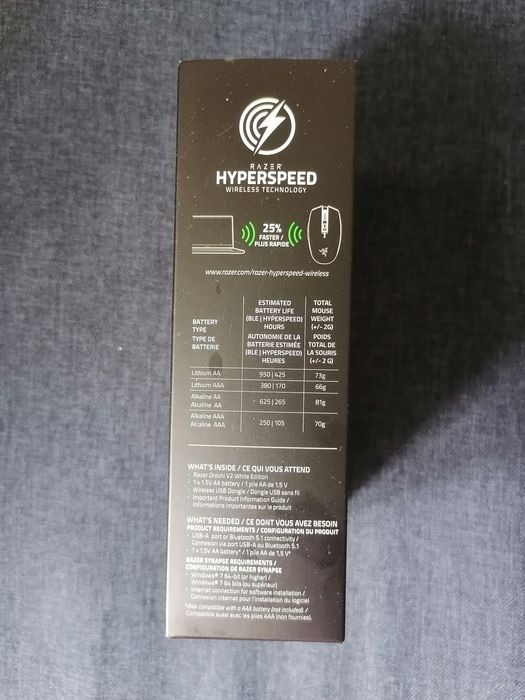 RAZER
HYPERSPEED
WIRELESS TECHNOLOGY
25%
FASTER /
PLUS RAPIDE
www.razer.com/razer-hyperspeed-wireless
BATTERY
TYPE
TYPE DE
BATTERIE
ESTIMATED
BATTERY LIFE
(BLE | HYPERSPEED)
HOURS
AUTONOMIE DE LA
BATTERIE ESTIMÉE
(BLE | HYPERSPEED)
HEURES
TOTAL
MOUSE
WEIGHT
(+/- 2G)
POIDS
TOTAL DE
LA SOURIS
(+/- 2 G)
Lithium AA 950 | 425 73g
Lithium AAA 380 | 170 66g
Alkaline AA
Alcaline AA 625 | 265 81g
Alkaline AAA
Alcaline AAA 250 | 105 70g
WHAT'S INSIDE / CE QUI VOUS ATTEND
• Razer Orochi V2 White Edition
• 1 x 1.5V AA battery / 1 pile AA de 1,5 V
• Wireless USB Dongle / Dongle USB sans fil
• Important Product Information Guide /
Informations importantes sur le produit
WHAT'S NEEDED / CE DONT VOUS AVEZ BESOIN
PRODUCT REQUIREMENTS / CONFIGURATION DU PRODUIT
• USB-A port or Bluetooth 5.1 connectivity /
Connexion via port USB-A ou Bluetooth 5.1
• 1 x 1.5V AA battery* / 1 pile AA de 1,5 V*
RAZER SYNAPSE REQUIREMENTS /
CONFIGURATION DE RAZER SYNAPSE
• Windows® 7 64-bit (or higher) /
Windows® 7 64 bits (ou supérieur)
• Internet connection for software installation /
Connexion Internet pour l'installation du logiciel
*Also compatible with a AAA battery (not included) /
Compatible aussi avec les piles AAA (non fournies).